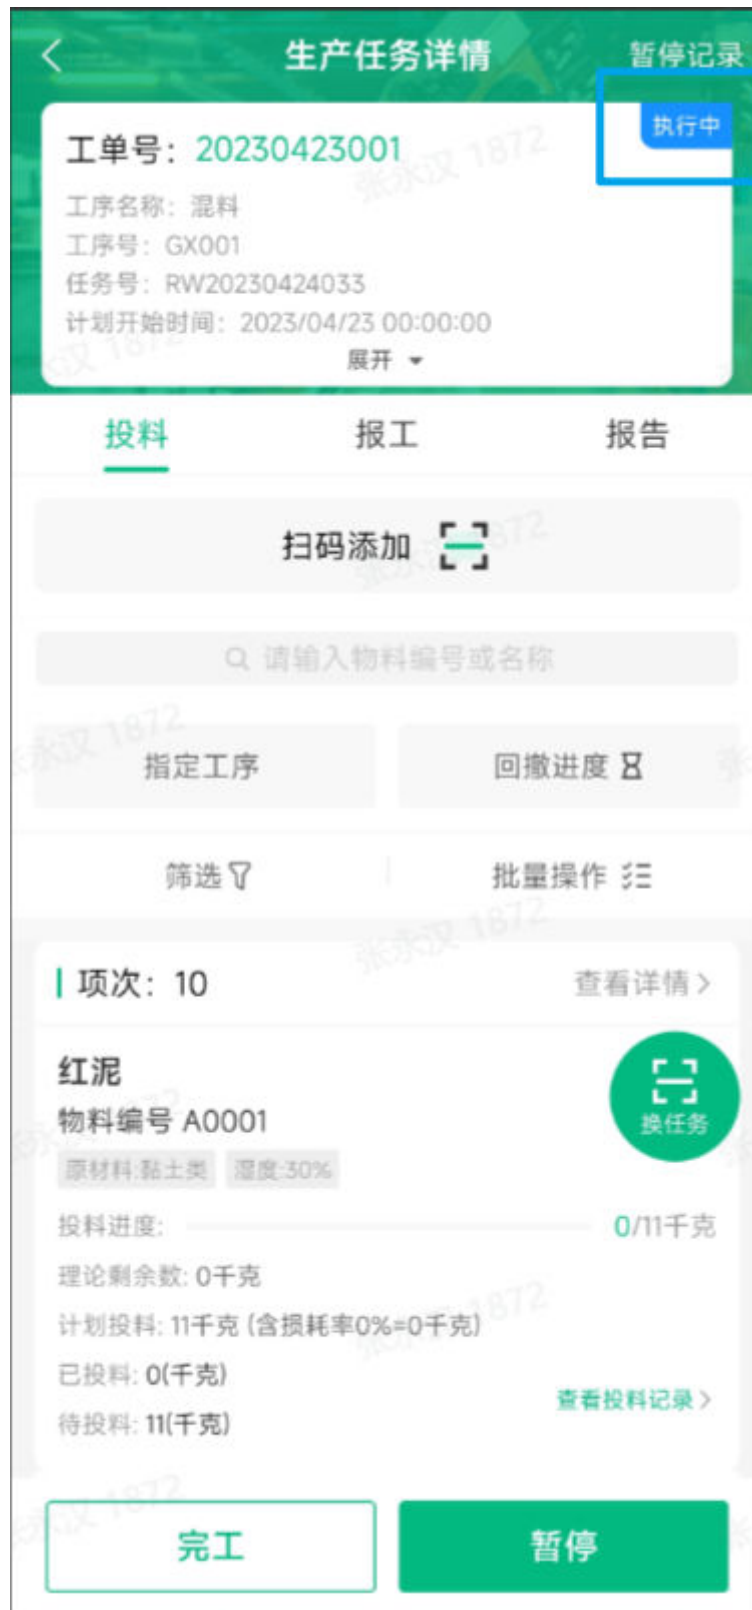 生产任务详情
暂停记录
执行中
工单号：20230423001
工序名称：混料
工序号：GX001
任务号：RW20230424033
计划开始时间：2023/04/23 00:00:00
展开
投料
报工
报告
扫码添加
请输入物料编号或名称
指定工序
回撤进度
筛选
批量操作
项次：10
查看详情
红泥
物料编号 A0001
换任务
原材料:黏土类
湿度:30%
投料进度:
0/11千克
理论剩余数: 0千克
计划投料: 11千克 (含损耗率0%=0千克)
已投料: 0(千克)
查看投料记录
待投料: 11(千克)
完工
暂停
张永汉 1872